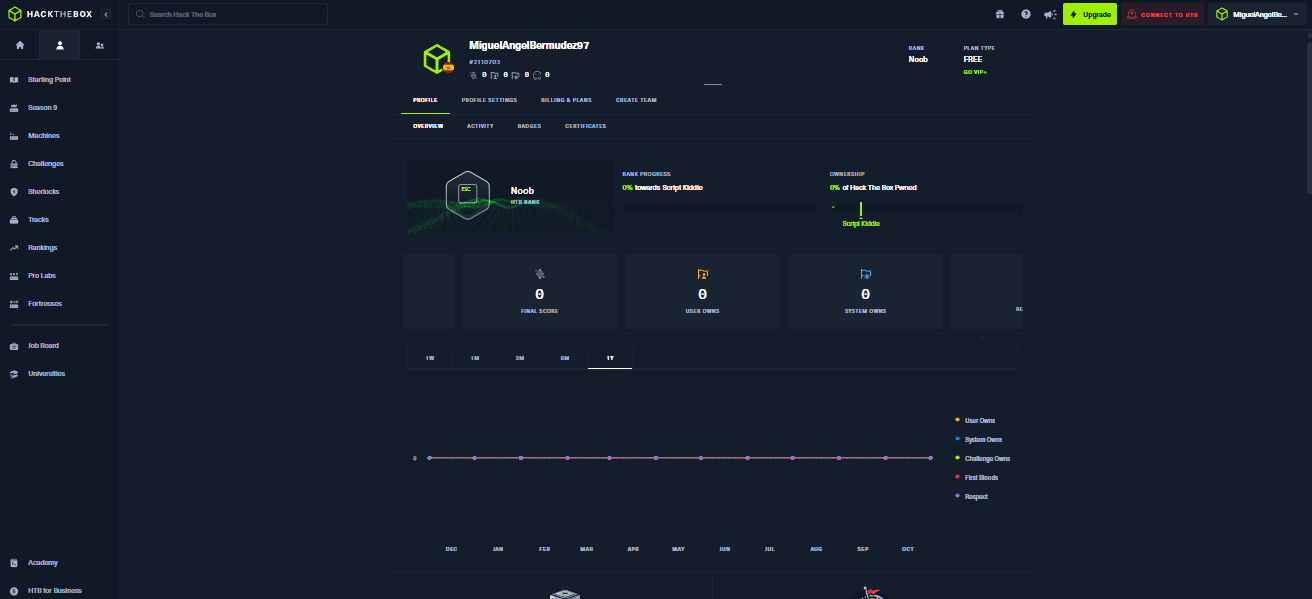 HACKTHEBOX
Search Hack The Box
Upgrade
CONNECT TO HTB
MiguelAngelBe...
Starting Point
Season 9
Machines
Challenges
Sherlocks
Tracks
Rankings
Pro Labs
Fortresses
Job Board
Universities
Academy
HTB for Business
MiguelAngelBermudez97
#2110703
0 0 0 0
RANK
Noob
PLAN TYPE
FREE
GO VIP+
PROFILE PROFILE SETTINGS BILLING & PLANS CREATE TEAM
OVERVIEW ACTIVITY BADGES CERTIFICATES
ESC
Noob
HTB RANK
RANK PROGRESS
0% towards Script Kiddie
OWNERSHIP
0% of Hack The Box Pwned
Script Kiddie
0
FINAL SCORE
0
USER OWNS
0
SYSTEM OWNS
RE
1W 1M 3M 6M 1Y
User Owns
System Owns
Challenge Owns
First Bloods
Respect
0
DEC JAN FEB MAR APR MAY JUN JUL AUG SEP OCT